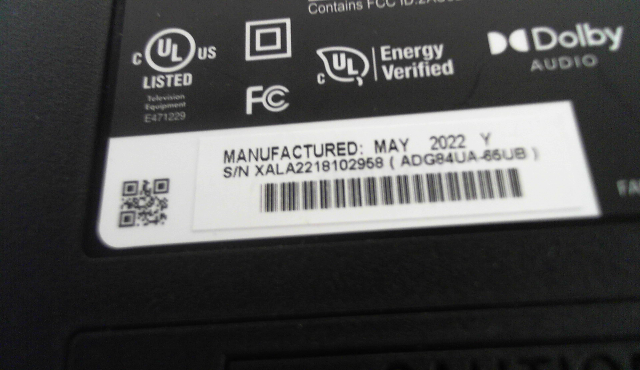 Contains FCC ID:
C UL US
LISTED
Television
Equipment
E471229
FC
C UL Energy
Verified
Dolby
AUDIO
MANUFACTURED: MAY 2022 Y
S/N XALA2218102958 ( ADG84UA-65UB )